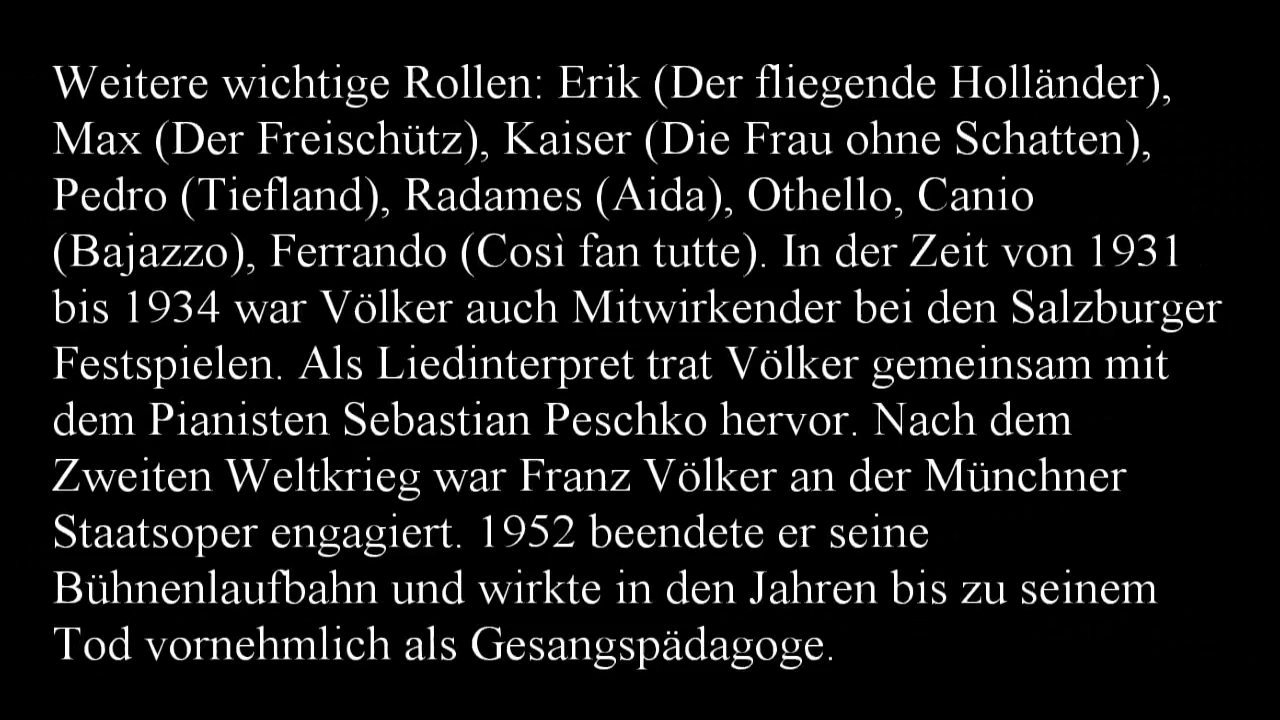 Weitere wichtige Rollen: Erik (Der fliegende Holländer),
Max (Der Freischütz), Kaiser (Die Frau ohne Schatten),
Pedro (Tiefland), Radames (Aida), Othello, Canio
(Bajazzo), Ferrando (Così fan tutte). In der Zeit von 1931
bis 1934 war Völker auch Mitwirkender bei den Salzburger
Festspielen. Als Liedinterpret trat Völker gemeinsam mit
dem Pianisten Sebastian Peschko hervor. Nach dem
Zweiten Weltkrieg war Franz Völker an der Münchner
Staatsoper engagiert. 1952 beendete er seine
Bühnenlaufbahn und wirkte in den Jahren bis zu seinem
Tod vornehmlich als Gesangspädagoge.